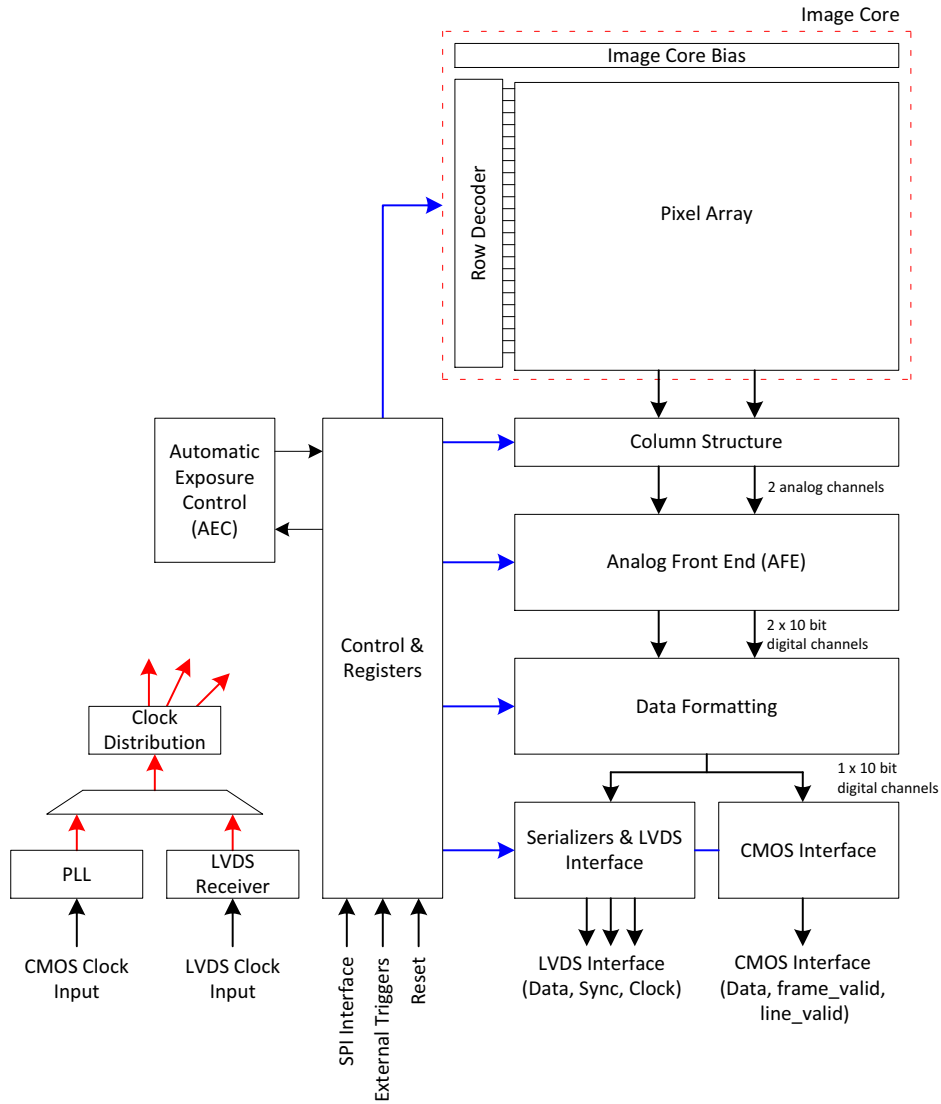 Image Core
Image Core Bias
Row Decoder
Pixel Array
Automatic
Exposure
Control
(AEC)
Column Structure
2 analog channels
Analog Front End (AFE)
Control &
Registers
2 x 10 bit
digital channels
Data Formatting
Clock
Distribution
1 x 10 bit
digital channels
PLL
LVDS
Receiver
Serializers & LVDS
Interface
CMOS Interface
CMOS Clock
Input
LVDS Clock
Input
SPI Interface
External Triggers
Reset
LVDS Interface
(Data, Sync, Clock)
CMOS Interface
(Data, frame_valid,
line_valid)